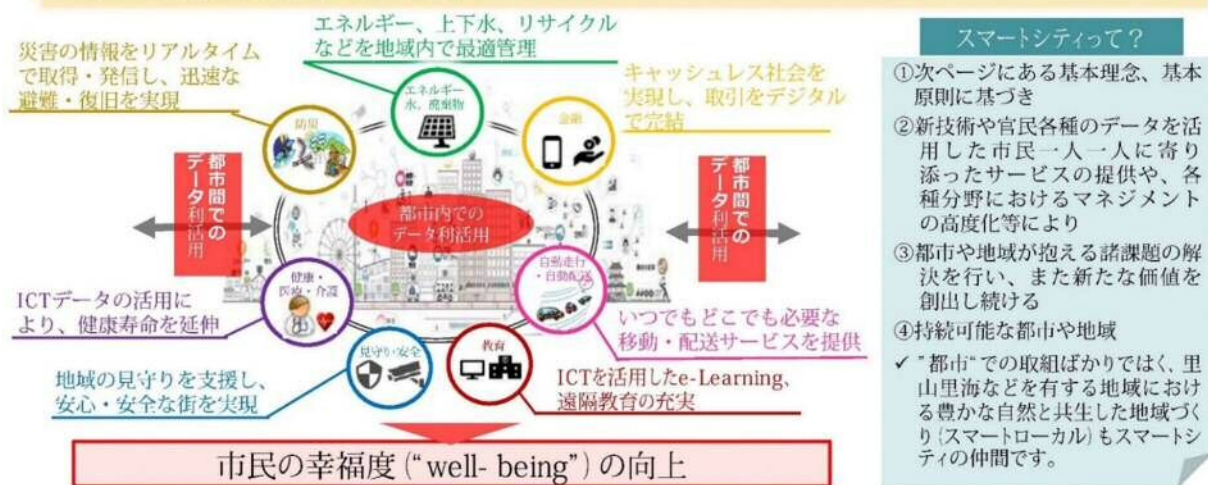 エネルギー、上下水、リサイクル
などを地域内で最適管理
災害の情報をリアルタイム
で取得・発信し、迅速な
避難・復旧を実現
キャッシュレス社会を
実現し、取引をデジタル
で完結
エネルギー
水、廃棄物
防災
金融
都市間での
データ利活用
都市内での
データ利活用
都市間での
データ利活用
健康・
医療・介護
自動走行
・自動配送
ICTデータの活用に
より、健康寿命を延伸
いつでもどこでも必要な
移動・配送サービスを提供
見守り・安全
教育
地域の見守りを支援し、
安心・安全な街を実現
ICTを活用したe-Learning、
遠隔教育の充実
市民の幸福度(“well- being”)の向上
スマートシティって？
①次ページにある基本理念、基本
原則に基づき
②新技術や官民各種のデータを活
用した市民一人一人に寄り
添ったサービスの提供や、各
種分野におけるマネジメント
の高度化等により
③都市や地域が抱える諸課題の解
決を行い、また新たな価値を
創出し続ける
④持続可能な都市や地域
✓ ”都市“での取組ばかりではく、里
山里海などを有する地域におけ
る豊かな自然と共生した地域づく
り(スマートローカル)もスマートシ
ティの仲間です。